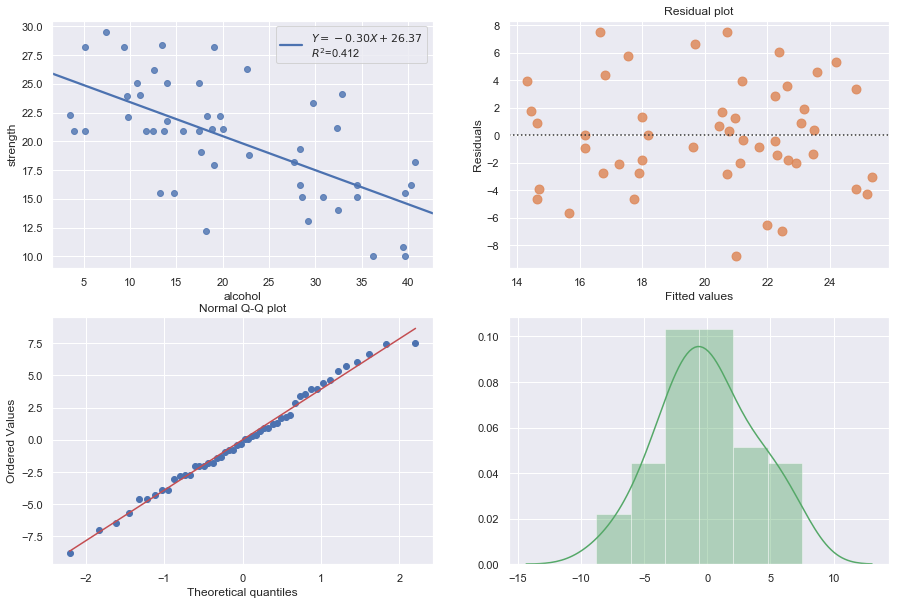 30.0
27.5
25.0
22.5
20.0
17.5
15.0
12.5
10.0
strength
Y = −0.30X + 26.37
R²=0.412
5 10 15 20 25 30 35 40
alcohol
Residual plot
8
6
4
2
0
−2
−4
−6
−8
Residuals
14 16 18 20 22 24
Fitted values
Normal Q-Q plot
7.5
5.0
2.5
0.0
−2.5
−5.0
−7.5
Ordered Values
−2 −1 0 1 2
Theoretical quantiles
0.10
0.08
0.06
0.04
0.02
0.00
−15 −10 −5 0 5 10